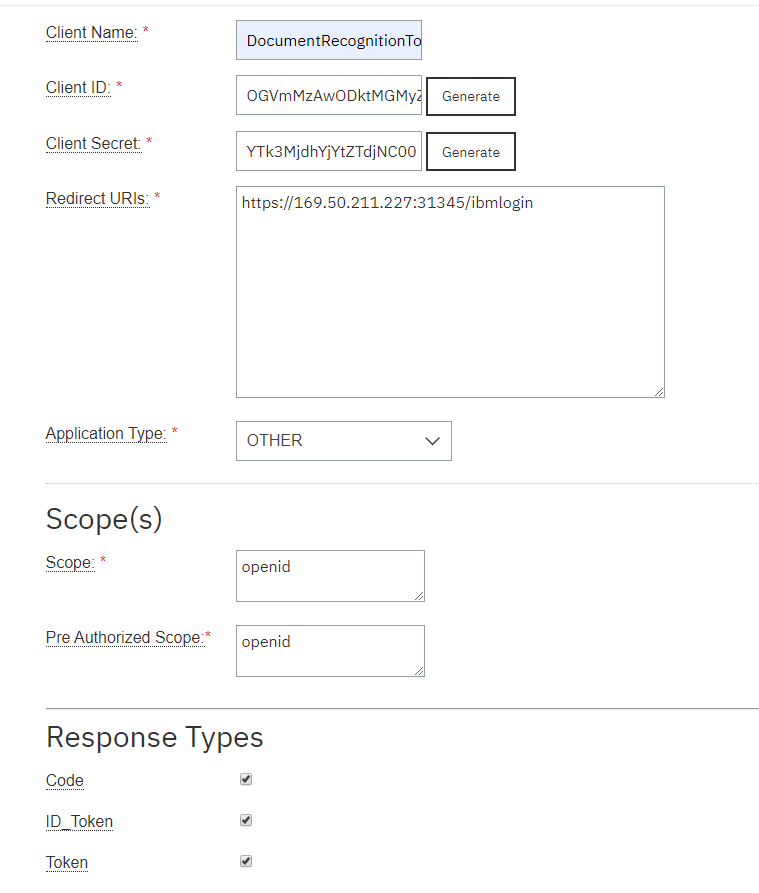 Client Name: *
DocumentRecognitionTo
Client ID: *
OGVmMzAwODktMGMyZ
Generate
Client Secret: *
YTk3MjdhYjYtZTdjNC00
Generate
Redirect URIs: *
https://169.50.211.227:31345/ibmlogin
Application Type: *
OTHER
Scope(s)
Scope: *
openid
Pre Authorized Scope:*
openid
Response Types
Code
ID_Token
Token